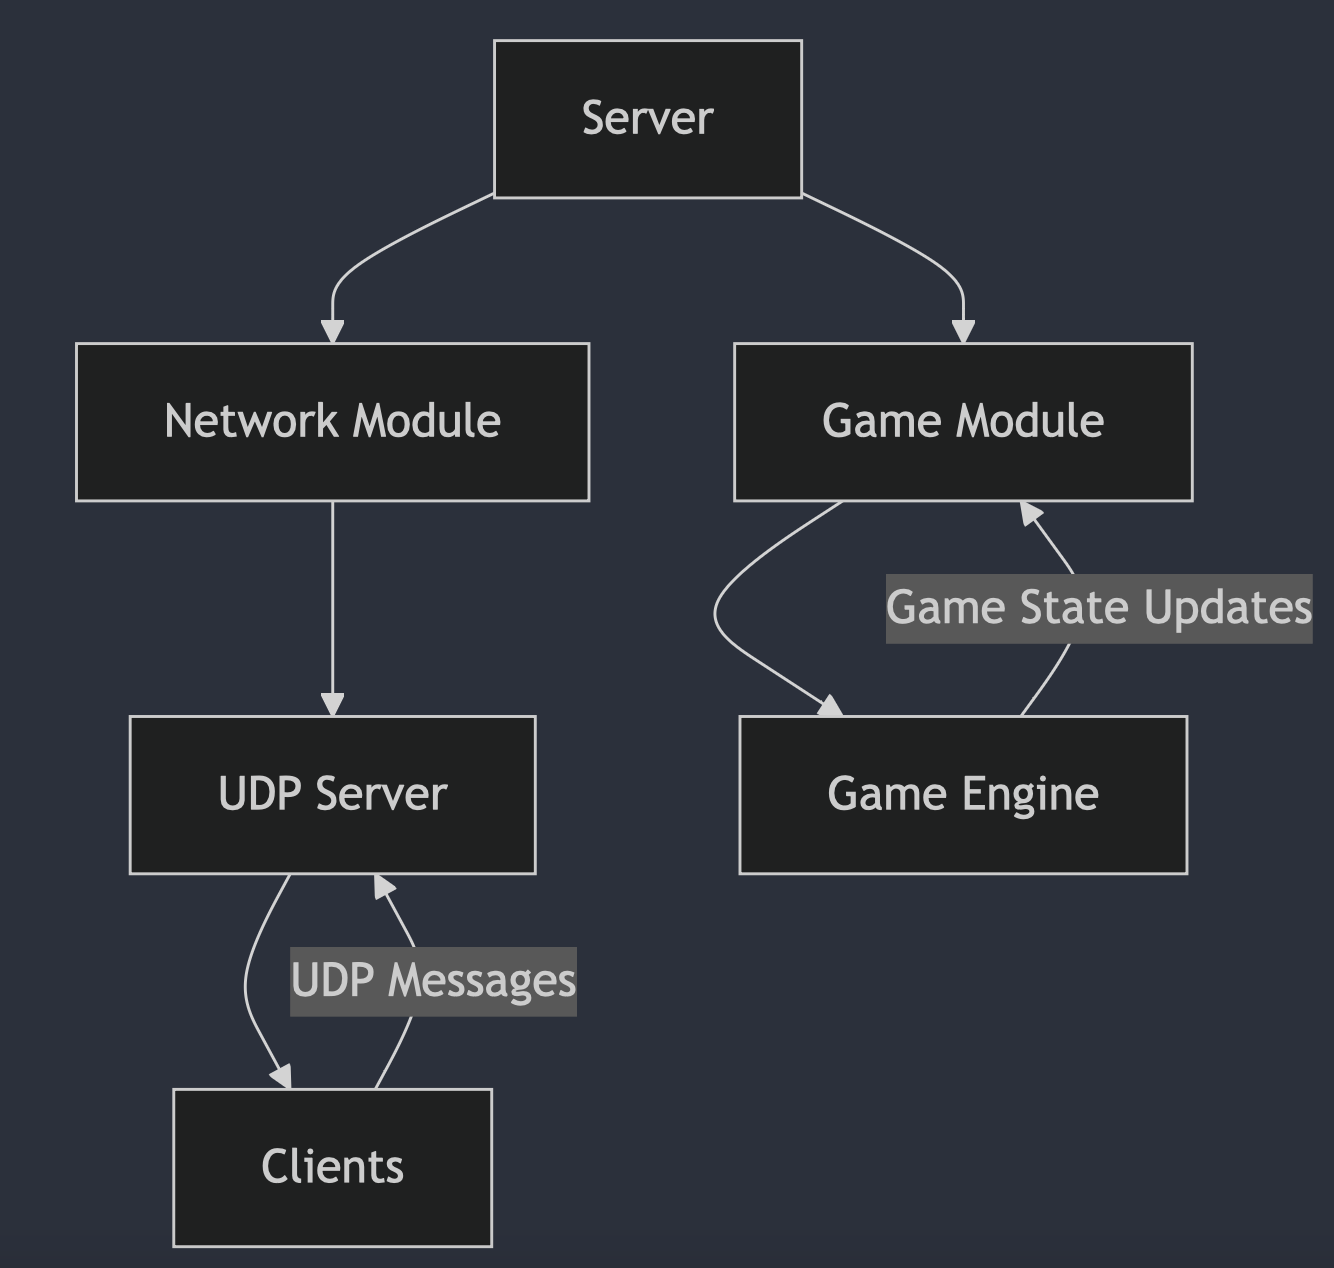 Server
Network Module
Game Module
Game State Updates
UDP Server
Game Engine
UDP Messages
Clients